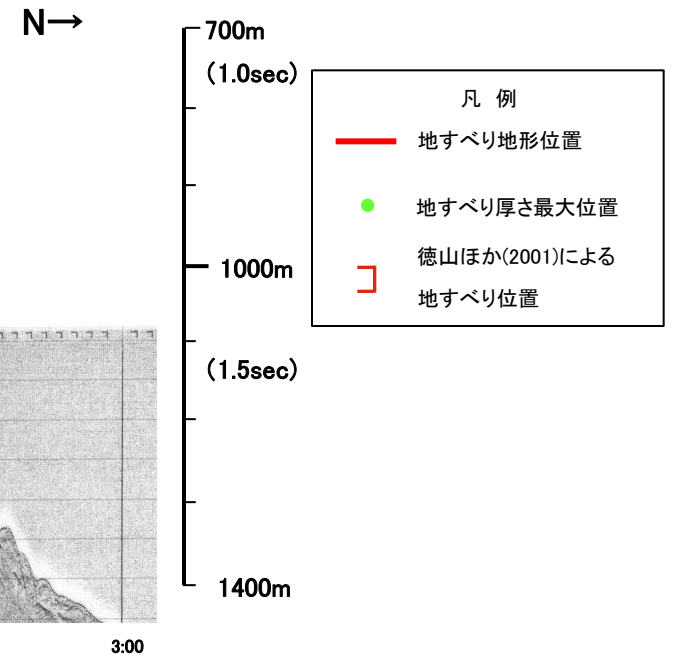 N→
700m
(1.0sec)
凡 例
地すべり地形位置
地すべり厚さ最大位置
1000m
徳山ほか(2001)による
地すべり位置
(1.5sec)
1400m
3:00